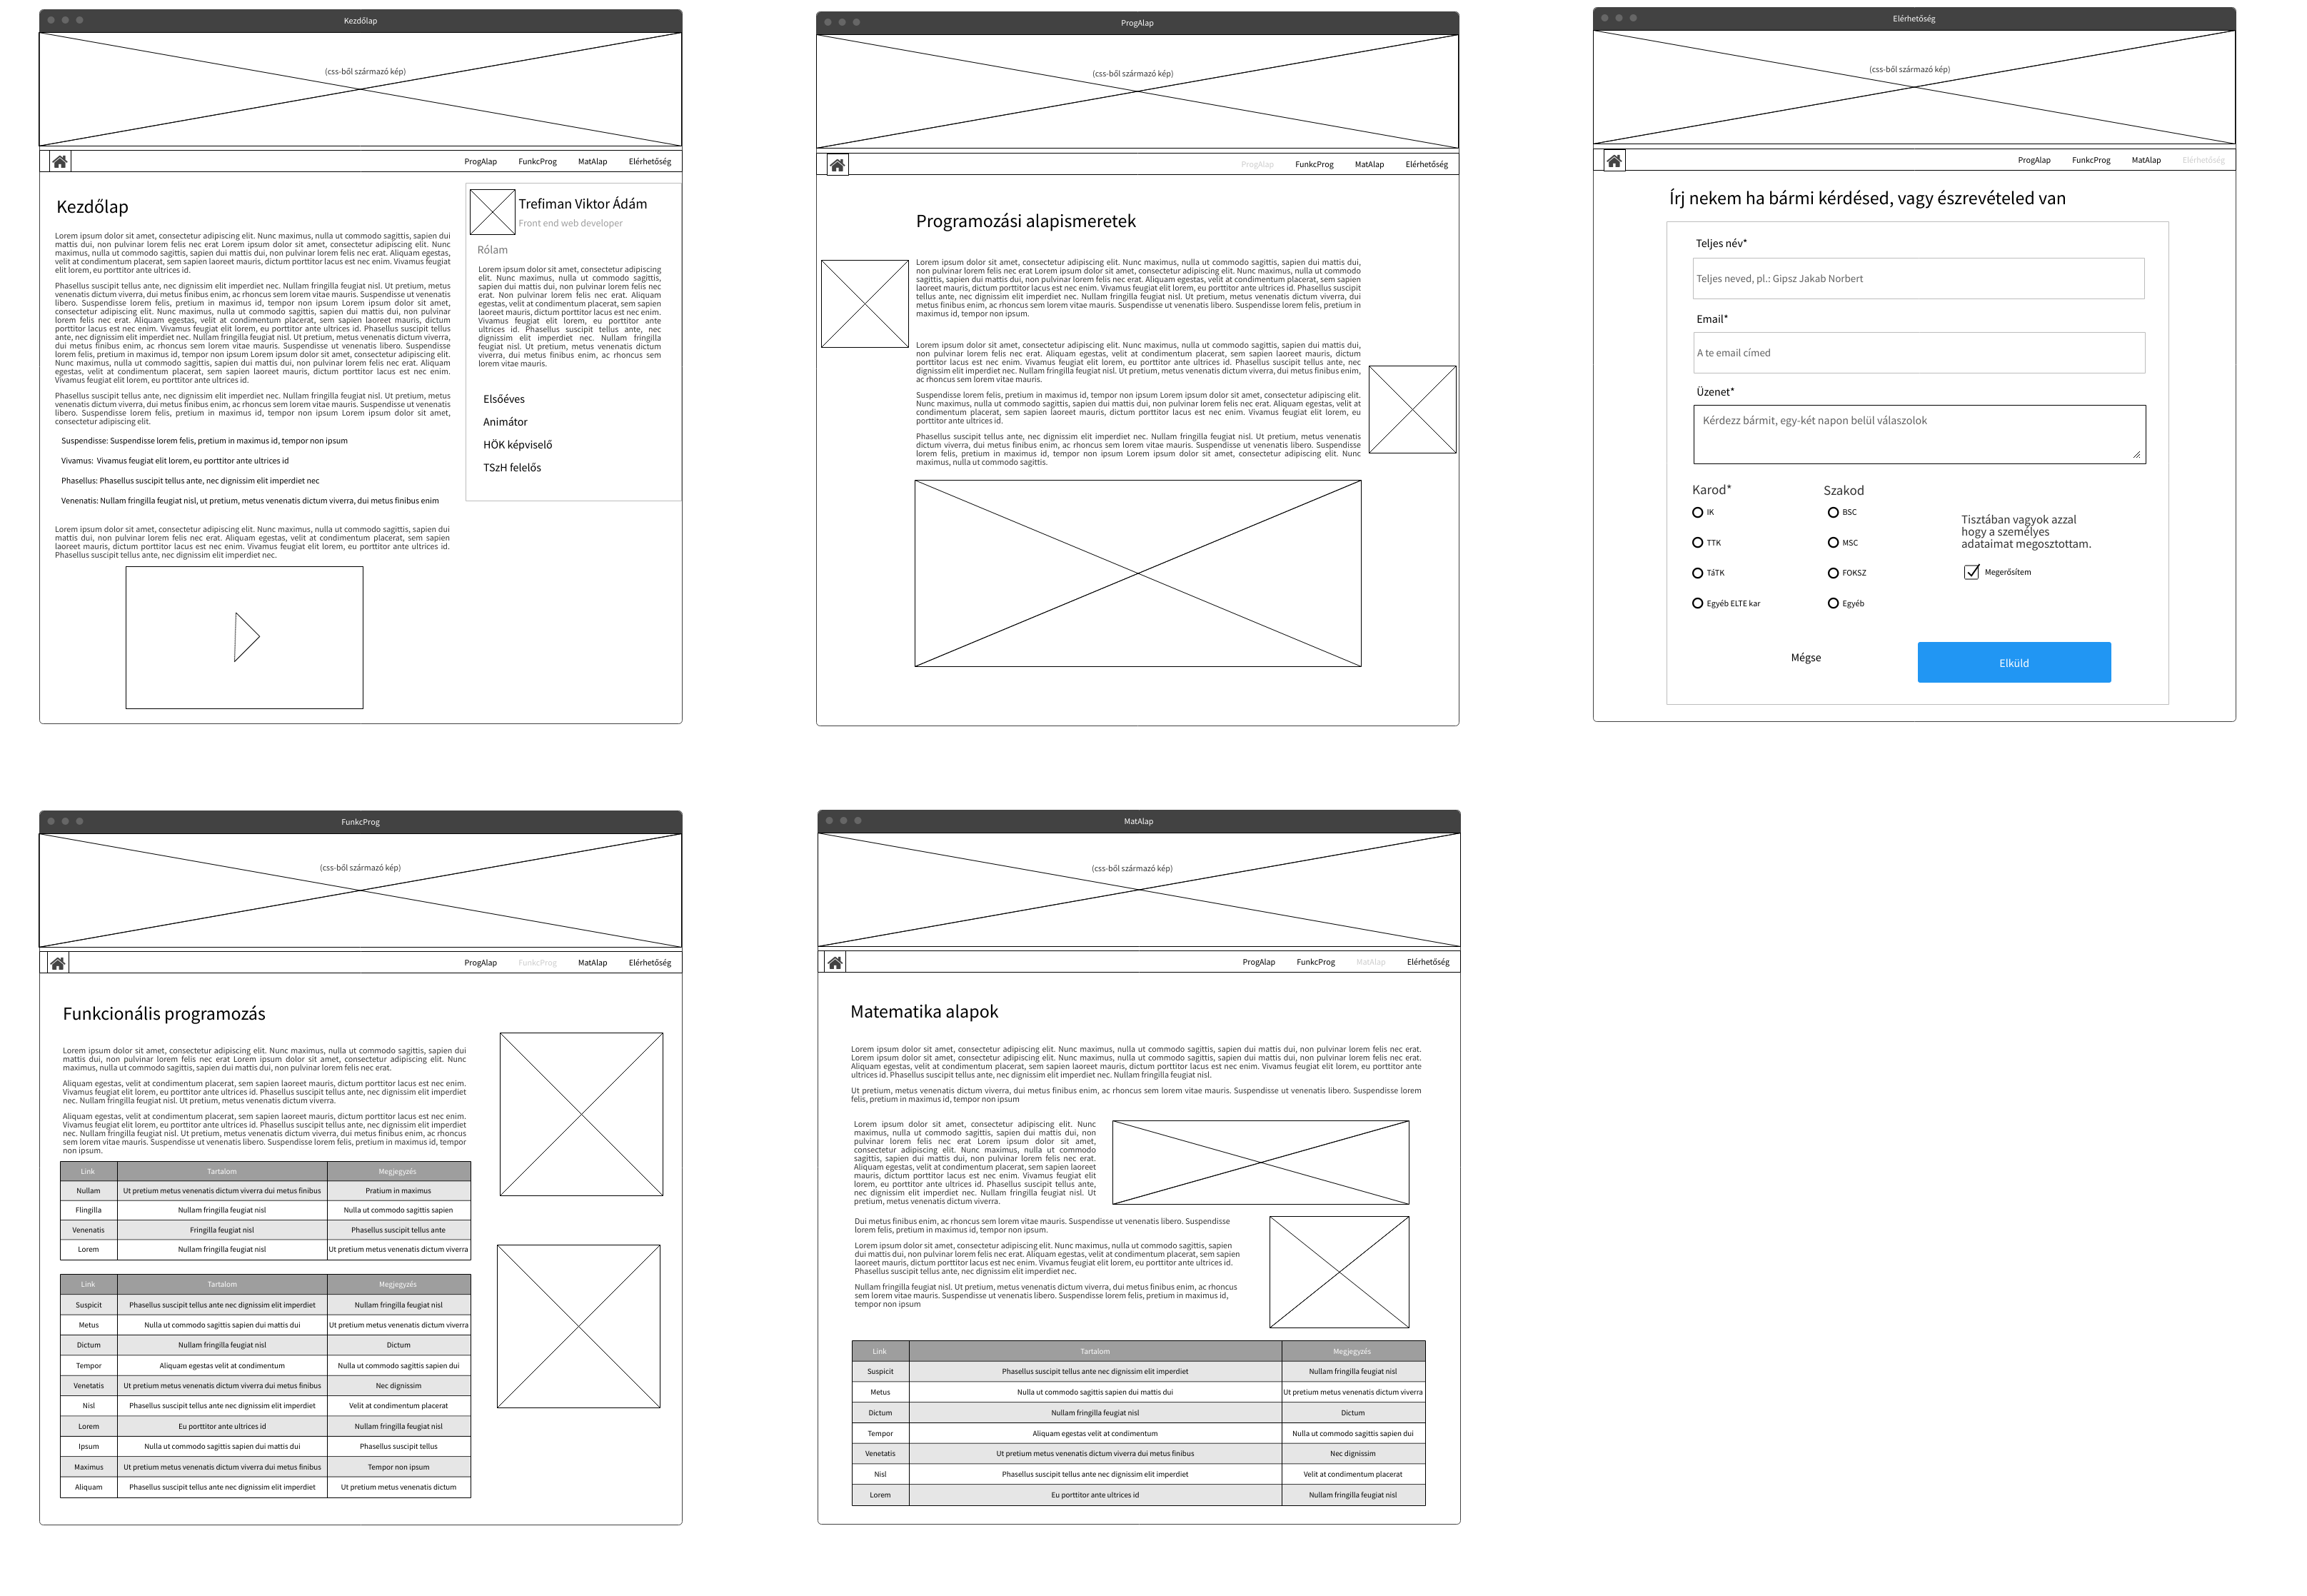 Kezdőlap
(css-ből származó kép)
ProgAlap FunkcProg MatAlap Elérhetőség
Kezdőlap
Lorem ipsum dolor sit amet, consectetur adipiscing elit. Nunc maximus, nulla ut commodo sagittis, sapien dui
mattis dui, non pulvinar lorem felis nec erat Lorem ipsum dolor sit amet, consectetur adipiscing elit. Nunc
maximus, nulla ut commodo sagittis, sapien dui mattis dui, non pulvinar lorem felis nec erat. Aliquam egestas,
velit at condimentum placerat, sem sapien laoreet mauris, dictum porttitor lacus est nec enim. Vivamus feugiat
elit lorem, eu porttitor ante ultrices id.
Phasellus suscipit tellus ante, nec dignissim elit imperdiet nec. Nullam fringilla feugiat nisl. Ut pretium, metus
venenatis dictum viverra, dui metus finibus enim, ac rhoncus sem lorem vitae mauris. Suspendisse ut venenatis
libero. Suspendisse lorem felis, pretium in maximus id, tempor non ipsum Lorem ipsum dolor sit amet,
consectetur adipiscing elit. Nunc maximus, nulla ut commodo sagittis, sapien dui mattis dui, non pulvinar
lorem felis nec erat. Aliquam egestas, velit at condimentum placerat, sem sapien laoreet mauris, dictum
porttitor lacus est nec enim. Vivamus feugiat elit lorem, eu porttitor ante ultrices id. Phasellus suscipit tellus
ante, nec dignissim elit imperdiet nec. Nullam fringilla feugiat nisl. Ut pretium, metus venenatis dictum viverra,
dui metus finibus enim, ac rhoncus sem lorem vitae mauris. Suspendisse ut venenatis libero. Suspendisse
lorem felis, pretium in maximus id, tempor non ipsum Lorem ipsum dolor sit amet, consectetur adipiscing elit.
Nunc maximus, nulla ut commodo sagittis, sapien dui mattis dui, non pulvinar lorem felis nec erat. Aliquam
egestas, velit at condimentum placerat, sem sapien laoreet mauris, dictum porttitor lacus est nec enim.
Vivamus feugiat elit lorem, eu porttitor ante ultrices id.
Phasellus suscipit tellus ante, nec dignissim elit imperdiet nec. Nullam fringilla feugiat nisl. Ut pretium, metus
venenatis dictum viverra, dui metus finibus enim, ac rhoncus sem lorem vitae mauris. Suspendisse ut venenatis
libero. Suspendisse lorem felis, pretium in maximus id, tempor non ipsum Lorem ipsum dolor sit amet,
consectetur adipiscing elit.
Suspendisse: Suspendisse lorem felis, pretium in maximus id, tempor non ipsum
Vivamus: Vivamus feugiat elit lorem, eu porttitor ante ultrices id
Phasellus: Phasellus suscipit tellus ante, nec dignissim elit imperdiet nec
Venenatis: Nullam fringilla feugiat nisl, ut pretium, metus venenatis dictum viverra, dui metus finibus enim
Lorem ipsum dolor sit amet, consectetur adipiscing elit. Nunc maximus, nulla ut commodo sagittis, sapien dui
mattis dui, non pulvinar lorem felis nec erat. Aliquam egestas, velit at condimentum placerat, sem sapien
laoreet mauris, dictum porttitor lacus est nec enim. Vivamus feugiat elit lorem, eu porttitor ante ultrices id.
Phasellus suscipit tellus ante, nec dignissim elit imperdiet nec.
Trefiman Viktor Ádám
Front end web developer
Rólam
Lorem ipsum dolor sit amet, consectetur adipiscing
elit. Nunc maximus, nulla ut commodo sagittis,
sapien dui mattis dui, non pulvinar lorem felis nec
erat. Non pulvinar lorem felis nec erat. Aliquam
egestas, velit at condimentum placerat, sem sapien
laoreet mauris, dictum porttitor lacus est nec enim.
Vivamus feugiat elit lorem, eu porttitor ante
ultrices id. Phasellus suscipit tellus ante, nec
dignissim elit imperdiet nec. Nullam fringilla
feugiat nisl. Ut pretium, metus venenatis dictum
viverra, dui metus finibus enim, ac rhoncus sem
lorem vitae mauris.
Elsőéves
Animátor
HÖK képviselő
TSzH felelős
ProgAlap
(css-ből származó kép)
ProgAlap FunkcProg MatAlap Elérhetőség
Programozási alapismeretek
Lorem ipsum dolor sit amet, consectetur adipiscing elit. Nunc maximus, nulla ut commodo sagittis, sapien dui mattis dui,
non pulvinar lorem felis nec erat Lorem ipsum dolor sit amet, consectetur adipiscing elit. Nunc maximus, nulla ut commodo
sagittis, sapien dui mattis dui, non pulvinar lorem felis nec erat. Aliquam egestas, velit at condimentum placerat, sem sapien
laoreet mauris, dictum porttitor lacus est nec enim. Vivamus feugiat elit lorem, eu porttitor ante ultrices id. Phasellus suscipit
tellus ante, nec dignissim elit imperdiet nec. Nullam fringilla feugiat nisl. Ut pretium, metus venenatis dictum viverra, dui
metus finibus enim, ac rhoncus sem lorem vitae mauris. Suspendisse ut venenatis libero. Suspendisse lorem felis, pretium in
maximus id, tempor non ipsum.
Lorem ipsum dolor sit amet, consectetur adipiscing elit. Nunc maximus, nulla ut commodo sagittis, sapien dui mattis dui,
non pulvinar lorem felis nec erat. Aliquam egestas, velit at condimentum placerat, sem sapien laoreet mauris, dictum
porttitor lacus est nec enim. Vivamus feugiat elit lorem, eu porttitor ante ultrices id. Phasellus suscipit tellus ante, nec
dignissim elit imperdiet nec. Nullam fringilla feugiat nisl. Ut pretium, metus venenatis dictum viverra, dui metus finibus enim,
ac rhoncus sem lorem vitae mauris.
Suspendisse lorem felis, pretium in maximus id, tempor non ipsum Lorem ipsum dolor sit amet, consectetur adipiscing elit.
Nunc maximus, nulla ut commodo sagittis, sapien dui mattis dui, non pulvinar lorem felis nec erat. Aliquam egestas, velit at
condimentum placerat, sem sapien laoreet mauris, dictum porttitor lacus est nec enim. Vivamus feugiat elit lorem, eu
porttitor ante ultrices id.
Phasellus suscipit tellus ante, nec dignissim elit imperdiet nec. Nullam fringilla feugiat nisl. Ut pretium, metus venenatis
dictum viverra, dui metus finibus enim, ac rhoncus sem lorem vitae mauris. Suspendisse ut venenatis libero. Suspendisse
lorem felis, pretium in maximus id, tempor non ipsum Lorem ipsum dolor sit amet, consectetur adipiscing elit. Nunc
maximus, nulla ut commodo sagittis.
Elérhetőség
(css-ből származó kép)
ProgAlap FunkcProg MatAlap Elérhetőség
Írj nekem ha bármi kérdésed, vagy észrevételed van
Teljes név*
Teljes neved, pl.: Gipsz Jakab Norbert
Email*
A te email címed
Üzenet*
Kérdezz bármit, egy-két napon belül válaszolok
Karod* Szakod
IK BSC
TTK MSC
TáTK FOKSZ
Egyéb ELTE kar Egyéb
Tisztában vagyok azzal
hogy a személyes
adataimat megosztottam.
Megerősítem
Mégse Elküld
FunkcProg
(css-ből származó kép)
ProgAlap FunkcProg MatAlap Elérhetőség
Funkcionális programozás
Lorem ipsum dolor sit amet, consectetur adipiscing elit. Nunc maximus, nulla ut commodo sagittis, sapien dui
mattis dui, non pulvinar lorem felis nec erat Lorem ipsum dolor sit amet, consectetur adipiscing elit. Nunc
maximus, nulla ut commodo sagittis, sapien dui mattis dui, non pulvinar lorem felis nec erat.
Aliquam egestas, velit at condimentum placerat, sem sapien laoreet mauris, dictum porttitor lacus est nec enim.
Vivamus feugiat elit lorem, eu porttitor ante ultrices id. Phasellus suscipit tellus ante, nec dignissim elit imperdiet
nec. Nullam fringilla feugiat nisl. Ut pretium, metus venenatis dictum viverra.
Aliquam egestas, velit at condimentum placerat, sem sapien laoreet mauris, dictum porttitor lacus est nec enim.
Vivamus feugiat elit lorem, eu porttitor ante ultrices id. Phasellus suscipit tellus ante, nec dignissim elit imperdiet
nec. Nullam fringilla feugiat nisl. Ut pretium, metus venenatis dictum viverra, dui metus finibus enim, ac rhoncus
sem lorem vitae mauris. Suspendisse ut venenatis libero. Suspendisse lorem felis, pretium in maximus id, tempor
non ipsum.
Link Tartalom Megjegyzés
Nullam Ut pretium metus venenatis dictum viverra dui metus finibus Pratium in maximus
Flingilla Nullam fringilla feugiat nisl Nulla ut commodo sagittis sapien
Venenatis Fringilla feugiat nisl Phasellus suscipit tellus ante
Lorem Nullam fringilla feugiat nisl Ut pretium metus venenatis dictum viverra
Link Tartalom Megjegyzés
Suspicit Phasellus suscipit tellus ante nec dignissim elit imperdiet Nullam fringilla feugiat nisl
Metus Nulla ut commodo sagittis sapien dui mattis dui Ut pretium metus venenatis dictum viverra
Dictum Nullam fringilla feugiat nisl Dictum
Tempor Aliquam egestas velit at condimentum Nulla ut commodo sagittis sapien dui
Venetatis Ut pretium metus venenatis dictum viverra dui metus finibus Nec dignissim
Nisl Phasellus suscipit tellus ante nec dignissim elit imperdiet Velit at condimentum placerat
Lorem Eu porttitor ante ultrices id Nullam fringilla feugiat nisl
Ipsum Nulla ut commodo sagittis sapien dui mattis dui Phasellus suscipit tellus
Maximus Ut pretium metus venenatis dictum viverra dui metus finibus Tempor non ipsum
Aliquam Phasellus suscipit tellus ante nec dignissim elit imperdiet Ut pretium metus venenatis dictum
MatAlap
(css-ből származó kép)
ProgAlap FunkcProg MatAlap Elérhetőség
Matematika alapok
Lorem ipsum dolor sit amet, consectetur adipiscing elit. Nunc maximus, nulla ut commodo sagittis, sapien dui mattis dui, non pulvinar lorem felis nec erat.
Lorem ipsum dolor sit amet, consectetur adipiscing elit. Nunc maximus, nulla ut commodo sagittis, sapien dui mattis dui, non pulvinar lorem felis nec erat.
Aliquam egestas, velit at condimentum placerat, sem sapien laoreet mauris, dictum porttitor lacus est nec enim. Vivamus feugiat elit lorem, eu porttitor ante
ultrices id. Phasellus suscipit tellus ante, nec dignissim elit imperdiet nec. Nullam fringilla feugiat nisl.
Ut pretium, metus venenatis dictum viverra, dui metus finibus enim, ac rhoncus sem lorem vitae mauris. Suspendisse ut venenatis libero. Suspendisse lorem
felis, pretium in maximus id, tempor non ipsum
Lorem ipsum dolor sit amet, consectetur adipiscing elit. Nunc
maximus, nulla ut commodo sagittis, sapien dui mattis dui, non
pulvinar lorem felis nec erat Lorem ipsum dolor sit amet,
consectetur adipiscing elit. Nunc maximus, nulla ut commodo
sagittis, sapien dui mattis dui, non pulvinar lorem felis nec erat.
Aliquam egestas, velit at condimentum placerat, sem sapien laoreet
mauris, dictum porttitor lacus est nec enim. Vivamus feugiat elit
lorem, eu porttitor ante ultrices id. Phasellus suscipit tellus ante,
nec dignissim elit imperdiet nec. Nullam fringilla feugiat nisl. Ut
pretium, metus venenatis dictum viverra.
Dui metus finibus enim, ac rhoncus sem lorem vitae mauris. Suspendisse ut venenatis libero. Suspendisse
lorem felis, pretium in maximus id, tempor non ipsum.
Lorem ipsum dolor sit amet, consectetur adipiscing elit. Nunc maximus, nulla ut commodo sagittis, sapien
dui mattis dui, non pulvinar lorem felis nec erat. Aliquam egestas, velit at condimentum placerat, sem sapien
laoreet mauris, dictum porttitor lacus est nec enim. Vivamus feugiat elit lorem, eu porttitor ante ultrices id.
Phasellus suscipit tellus ante, nec dignissim elit imperdiet nec.
Nullam fringilla feugiat nisl. Ut pretium, metus venenatis dictum viverra, dui metus finibus enim, ac rhoncus
sem lorem vitae mauris. Suspendisse ut venenatis libero. Suspendisse lorem felis, pretium in maximus id,
tempor non ipsum
Link Tartalom Megjegyzés
Suspicit Phasellus suscipit tellus ante nec dignissim elit imperdiet Nullam fringilla feugiat nisl
Metus Nulla ut commodo sagittis sapien dui mattis dui Ut pretium metus venenatis dictum viverra
Dictum Nullam fringilla feugiat nisl Dictum
Tempor Aliquam egestas velit at condimentum Nulla ut commodo sagittis sapien dui
Venetatis Ut pretium metus venenatis dictum viverra dui metus finibus Nec dignissim
Nisl Phasellus suscipit tellus ante nec dignissim elit imperdiet Velit at condimentum placerat
Lorem Eu porttitor ante ultrices id Nullam fringilla feugiat nisl